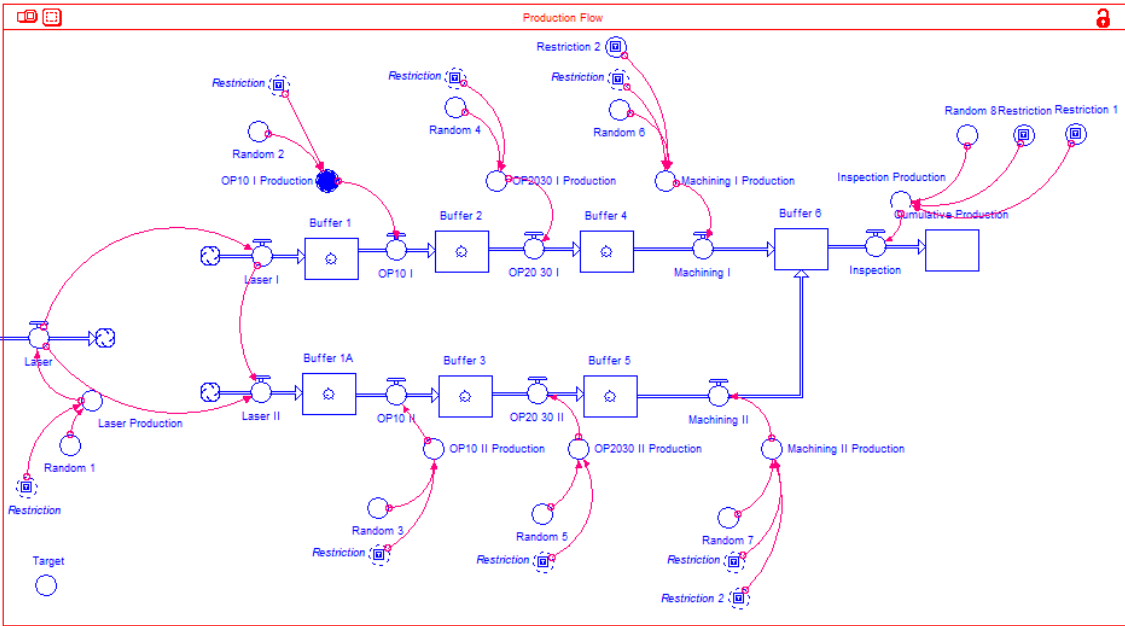 Production Flow
Restriction 2
Restriction
Restriction
Restriction
Random 4
Random 6
Random 8
Restriction
Restriction 1
Random 2
OP10 I Production
OP2030 I Production
Machining I Production
Inspection Production
Cumulative Production
Buffer 1
Buffer 2
Buffer 4
Buffer 6
Laser I
OP10 I
OP20 30 I
Machining I
Inspection
Laser
Buffer 1A
Buffer 3
Buffer 5
Laser II
OP10 II
OP20 30 II
Machining II
Laser Production
OP10 II Production
OP2030 II Production
Machining II Production
Random 1
Restriction
Random 3
Random 5
Random 7
Restriction
Restriction
Restriction
Restriction 2
Target